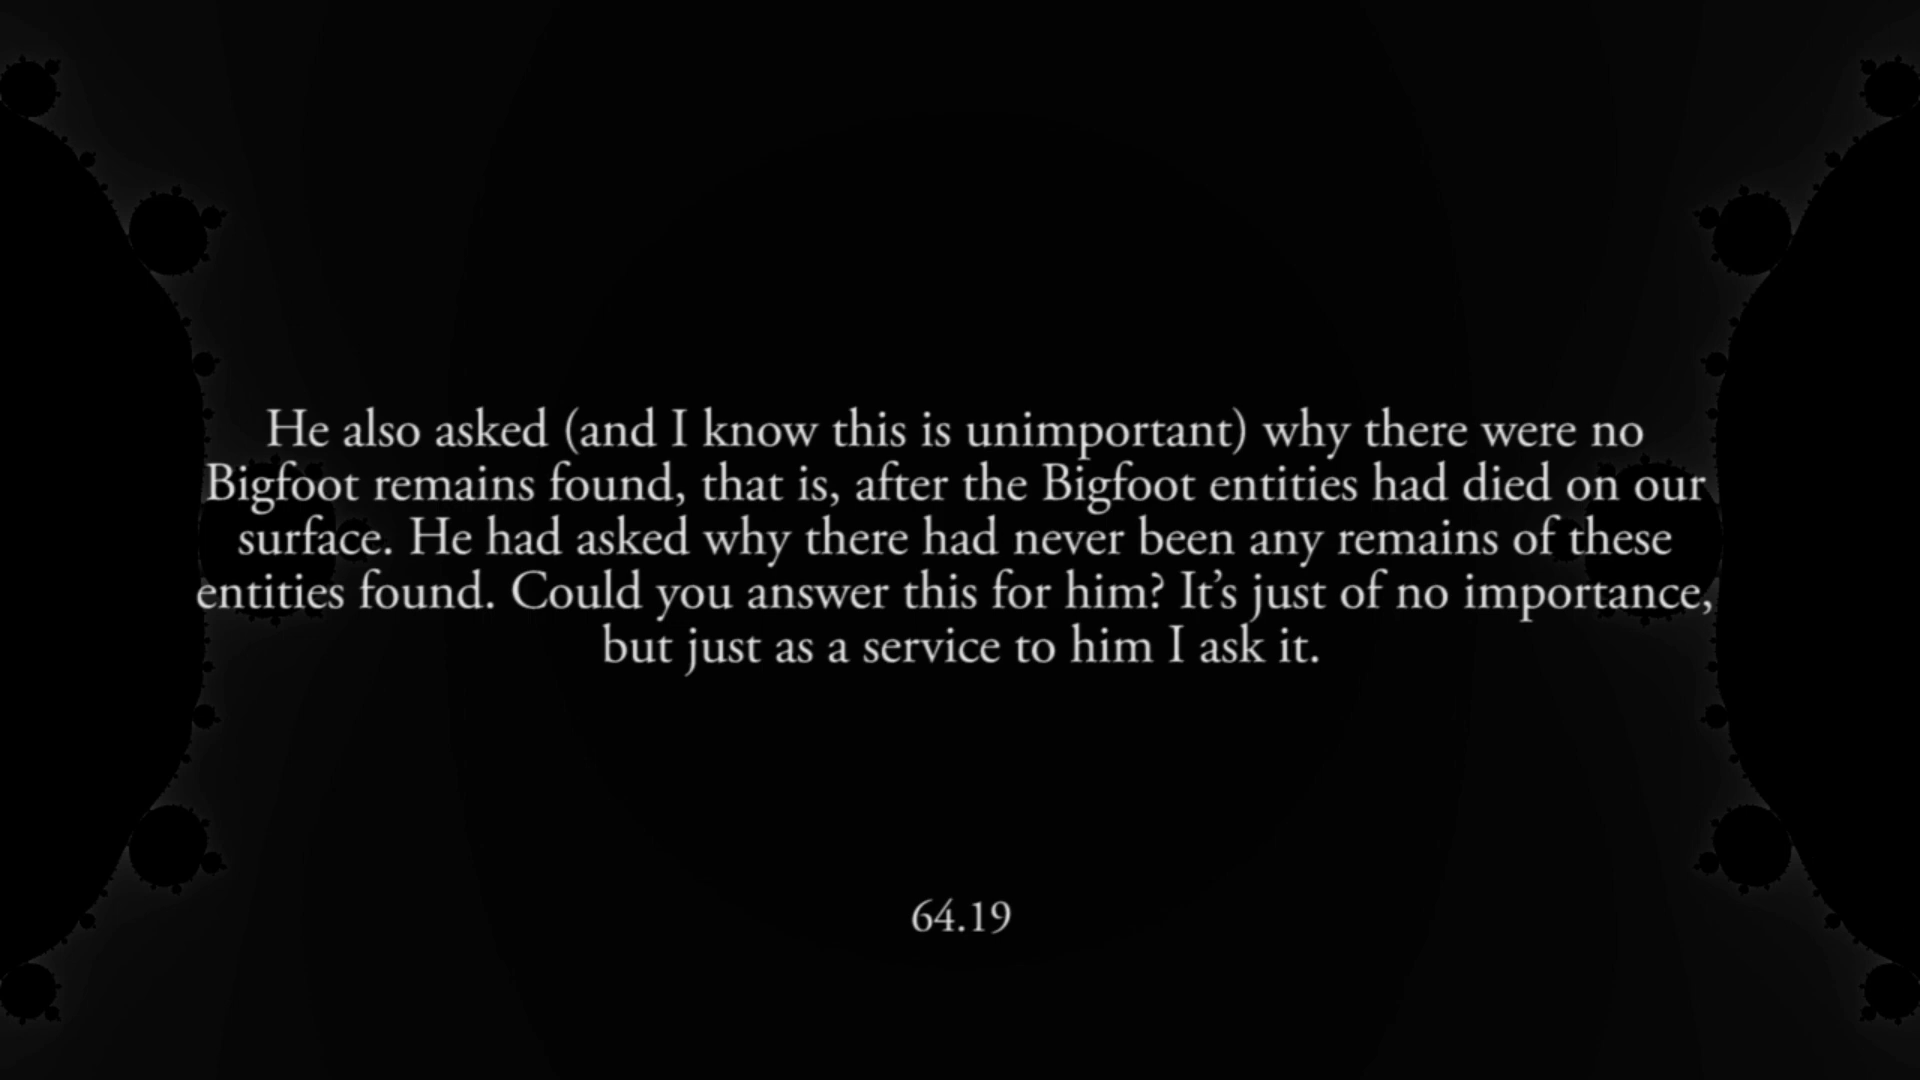 He also asked (and I know this is unimportant) why there were no
Bigfoot remains found, that is, after the Bigfoot entities had died on our
surface. He had asked why there had never been any remains of these
entities found. Could you answer this for him? It’s just of no importance,
but just as a service to him I ask it.
64.19